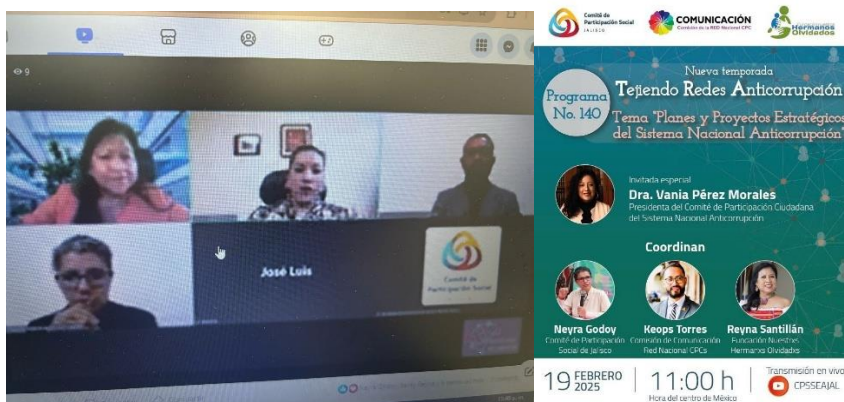 9
José Luis
Comité de
Participación Social
Comité de
Participación Social
JALISCO
COMUNICACIÓN
Comisión de la RED Nacional CPC
Hermanos
Olvidados
Nueva temporada
Programa
No. 140
Tejiendo Redes Anticorrupción
Tema "Planes y Proyectos Estratégicos
del Sistema Nacional Anticorrupción"
Invitada especial
Dra. Vania Pérez Morales
Presidenta del Comité de Participación Ciudadana
del Sistema Nacional Anticorrupción
Coordinan
Neyra Godoy
Comité de Participación
Social de Jalisco
Keops Torres
Comisión de Comunicación
Red Nacional CPCs
Reyna Santillán
Fundación Nuestros
Hermanxs Olvidadxs
19 FEBRERO
2025
11:00 h
Hora del centro de México
Transmisión en vivo
CPSSEAJAL